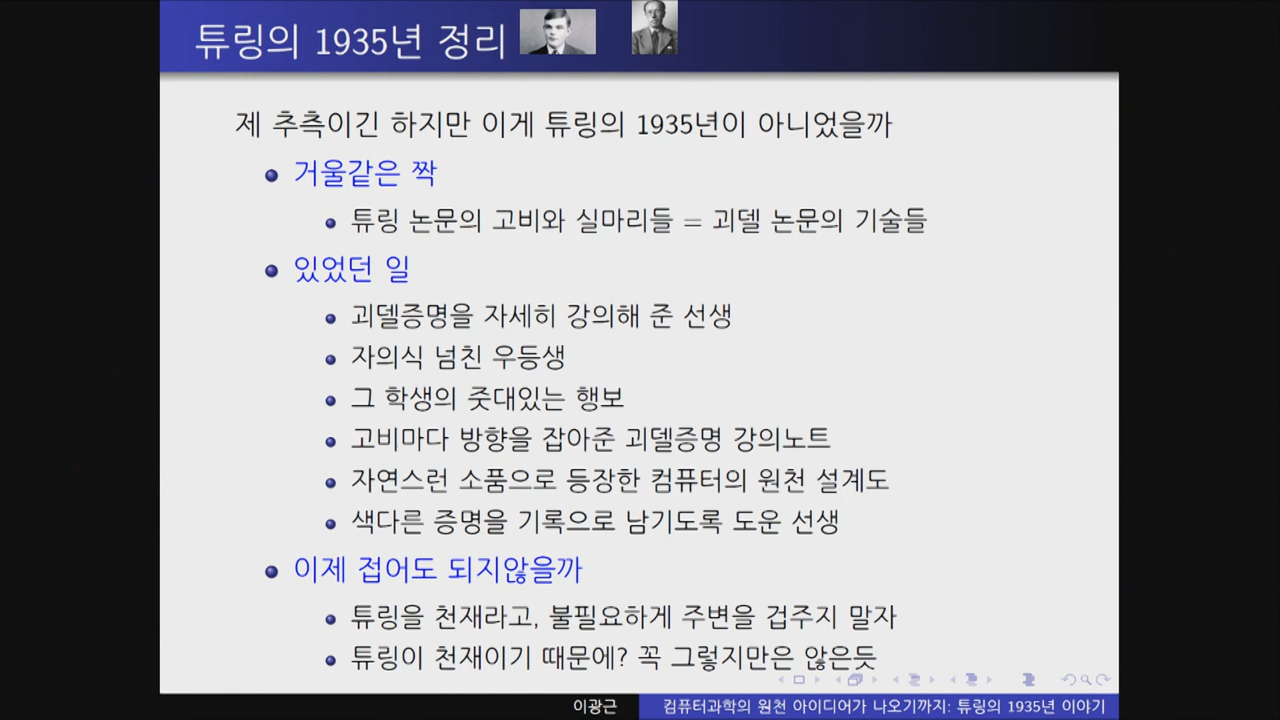 튜링의 1935년 정리
제 추측이긴 하지만 이게 튜링의 1935년이 아니었을까
거울같은 짝
튜링 논문의 고비와 실마리들 = 괴델 논문의 기술들
있었던 일
괴델증명을 자세히 강의해 준 선생
자의식 넘친 우등생
그 학생의 줏대있는 행보
고비마다 방향을 잡아준 괴델증명 강의노트
자연스런 소품으로 등장한 컴퓨터의 원천 설계도
색다른 증명을 기록으로 남기도록 도운 선생
이제 접어도 되지않을까
튜링을 천재라고, 불필요하게 주변을 겁주지 말자
튜링이 천재이기 때문에? 꼭 그렇지만은 않은듯
이광근
컴퓨터과학의 원천 아이디어가 나오기까지: 튜링의 1935년 이야기